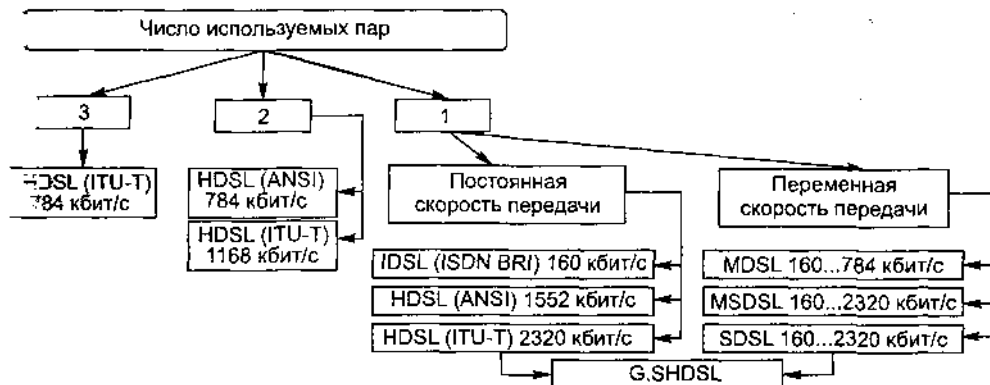 Число используемых пар
3
2
1
HDSL (ITU-T)
784 кбит/с
HDSL (ANSI)
784 кбит/с
HDSL (ITU-T)
1168 кбит/с
Постоянная
скорость передачи
Переменная
скорость передачи
IDSL (ISDN BRI) 160 кбит/с
HDSL (ANSI) 1552 кбит/с
HDSL (ITU-T) 2320 кбит/с
MDSL 160...784 кбит/с
MSDSL 160...2320 кбит/с
SDSL 160...2320 кбит/с
G.SHDSL